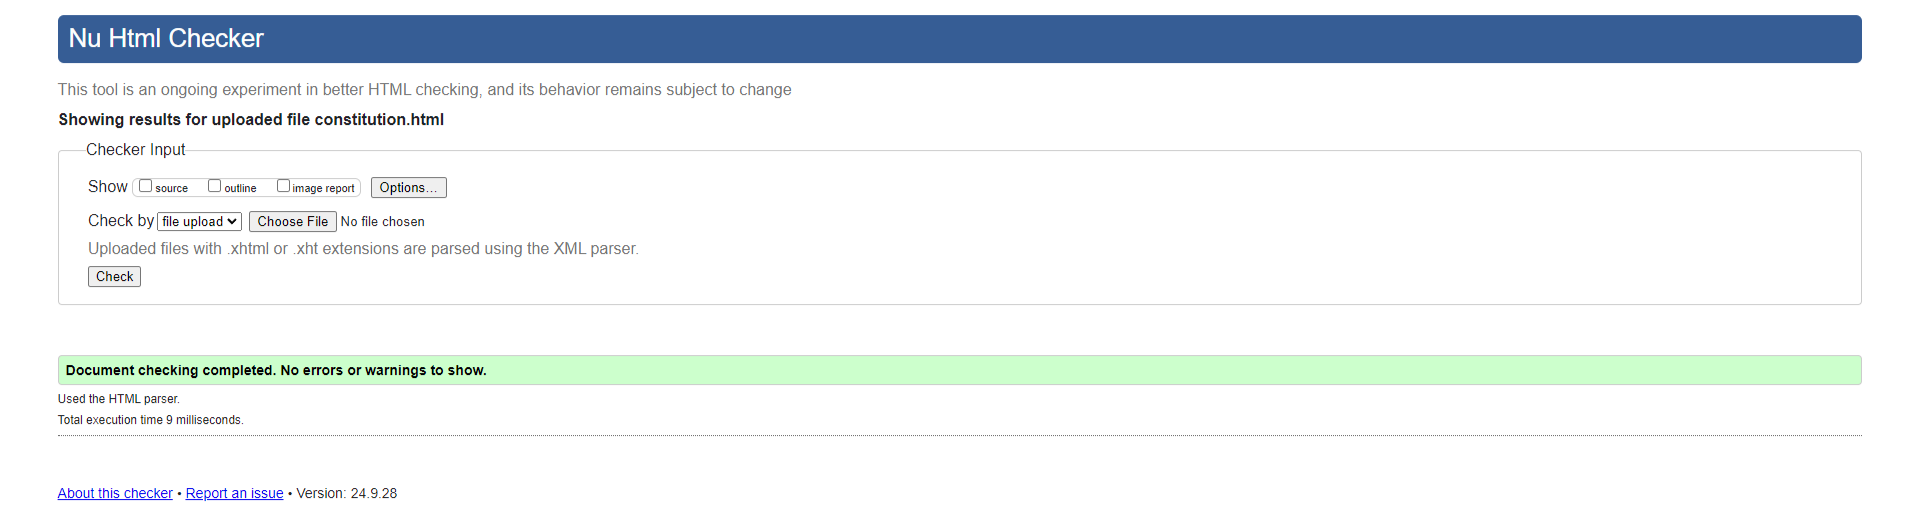 Nu Html Checker
This tool is an ongoing experiment in better HTML checking, and its behavior remains subject to change
Showing results for uploaded file constitution.html
Checker Input
Show source outline image report Options...
Check by file upload Choose File No file chosen
Uploaded files with .xhtml or .xht extensions are parsed using the XML parser.
Check
Document checking completed. No errors or warnings to show.
Used the HTML parser.
Total execution time 9 milliseconds.
About this checker • Report an issue • Version: 24.9.28